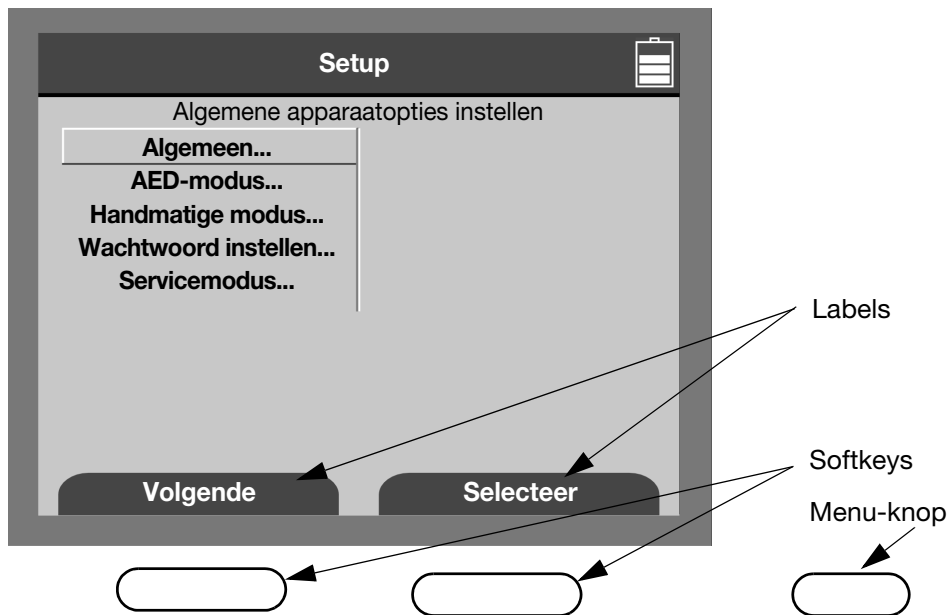 Setup
Algemene apparaatopties instellen
Algemeen...
AED-modus...
Handmatige modus...
Wachtwoord instellen...
Servicemodus...
Labels
Volgende
Selecteer
Softkeys
Menu-knop